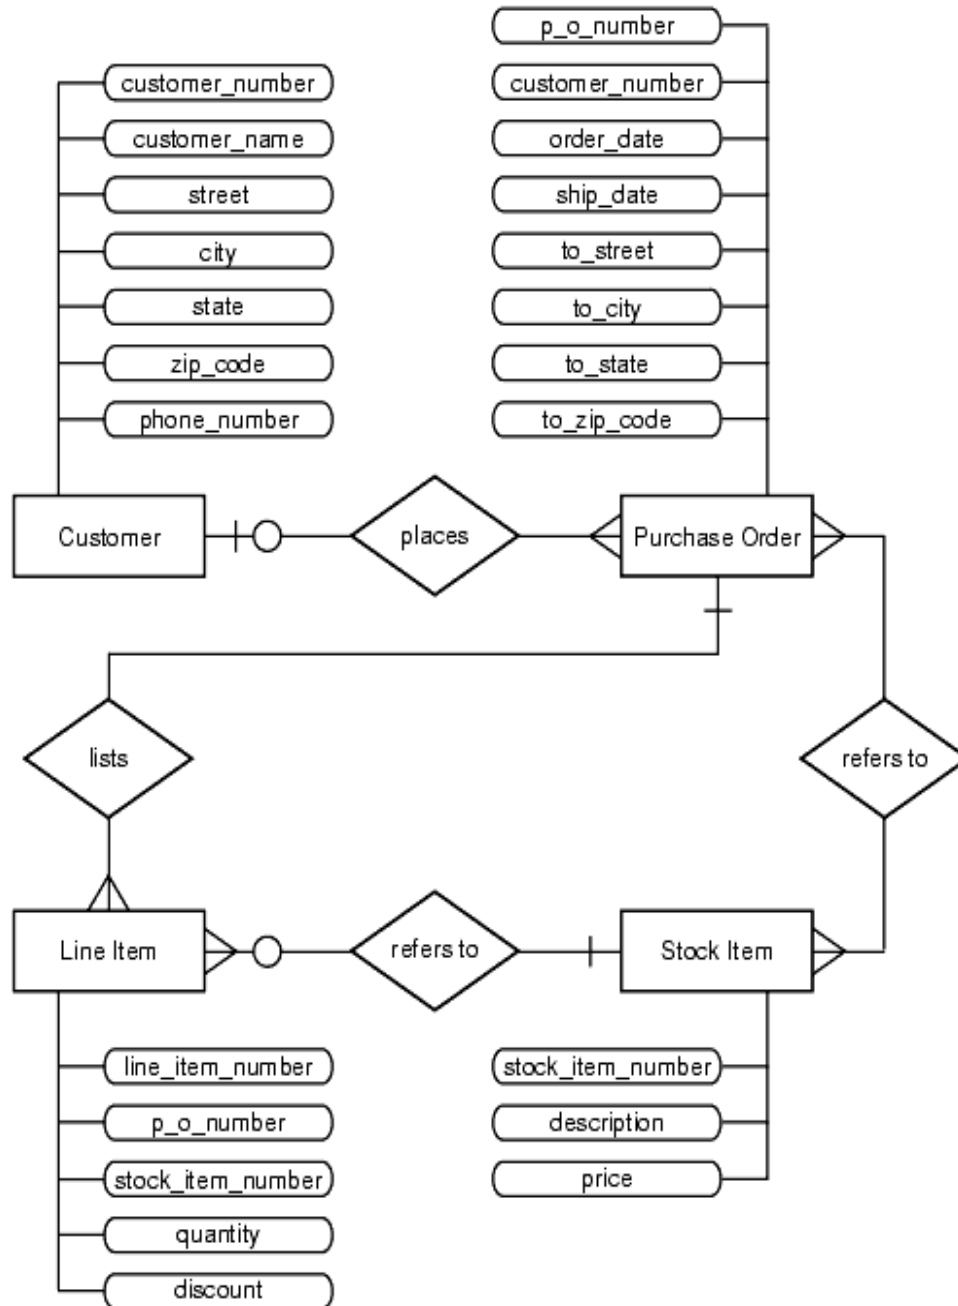 p_o_number
customer_number
customer_name
street
city
state
zip_code
phone_number
customer_number
order_date
ship_date
to_street
to_city
to_state
to_zip_code
Customer
places
Purchase Order
lists
refers to
Line Item
refers to
Stock Item
line_item_number
p_o_number
stock_item_number
quantity
discount
stock_item_number
description
price